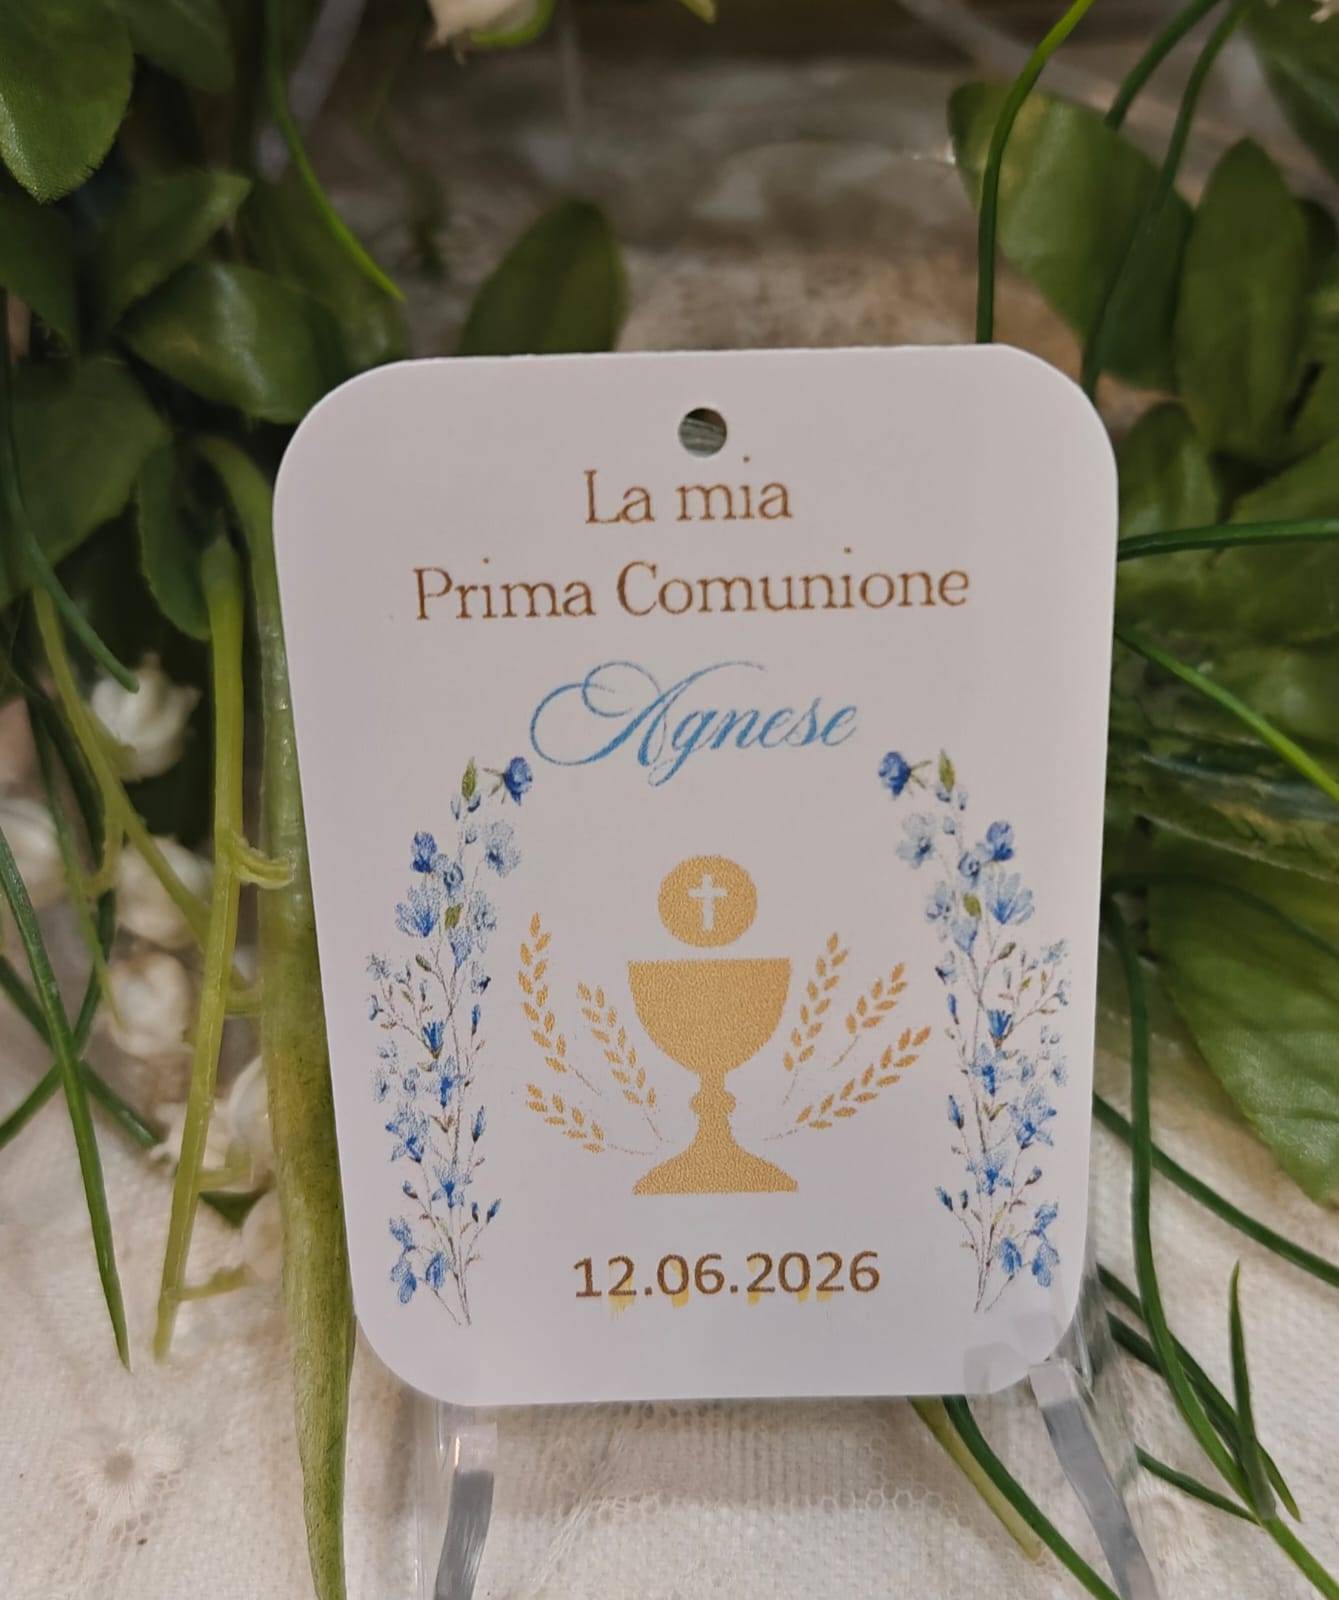 La mia
Prima Comunione
Agnese
12.06.2026